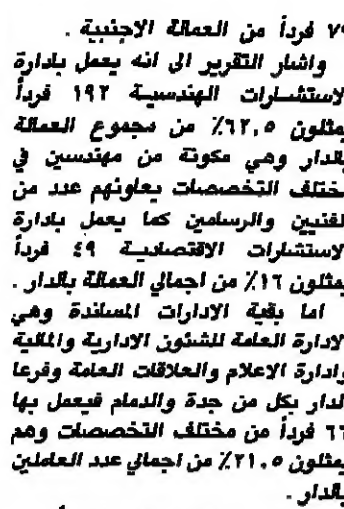 ٧٩ فرداً من العمالة الاجنبية .
واشار التقرير الى انه يعمل بادارة
الاستشارات الهندسية ١٩٢ فرداً
يمثلون ٦٢,٥٪ من مجموع العمالة
بالدار وهي مكونة من مهندسين في
مختلف التخصصات يعاونهم عدد من
الفنيين والرسامين كما يعمل بادارة
الاستشارات الاقتصادية ٤٩ فرداً
يمثلون ١٦٪ من اجمالي العمالة بالدار .
اما بقية الادارات المساندة وهي
الادارة العامة للشئون الادارية والمالية
وادارة الاعلام والعلاقات العامة وفرعا
الدار بكل من جدة والدمام فيعمل بها
٦٦ فرداً من مختلف التخصصات وهم
يمثلون ٢١,٥٪ من اجمالي عدد العاملين
بالدار .